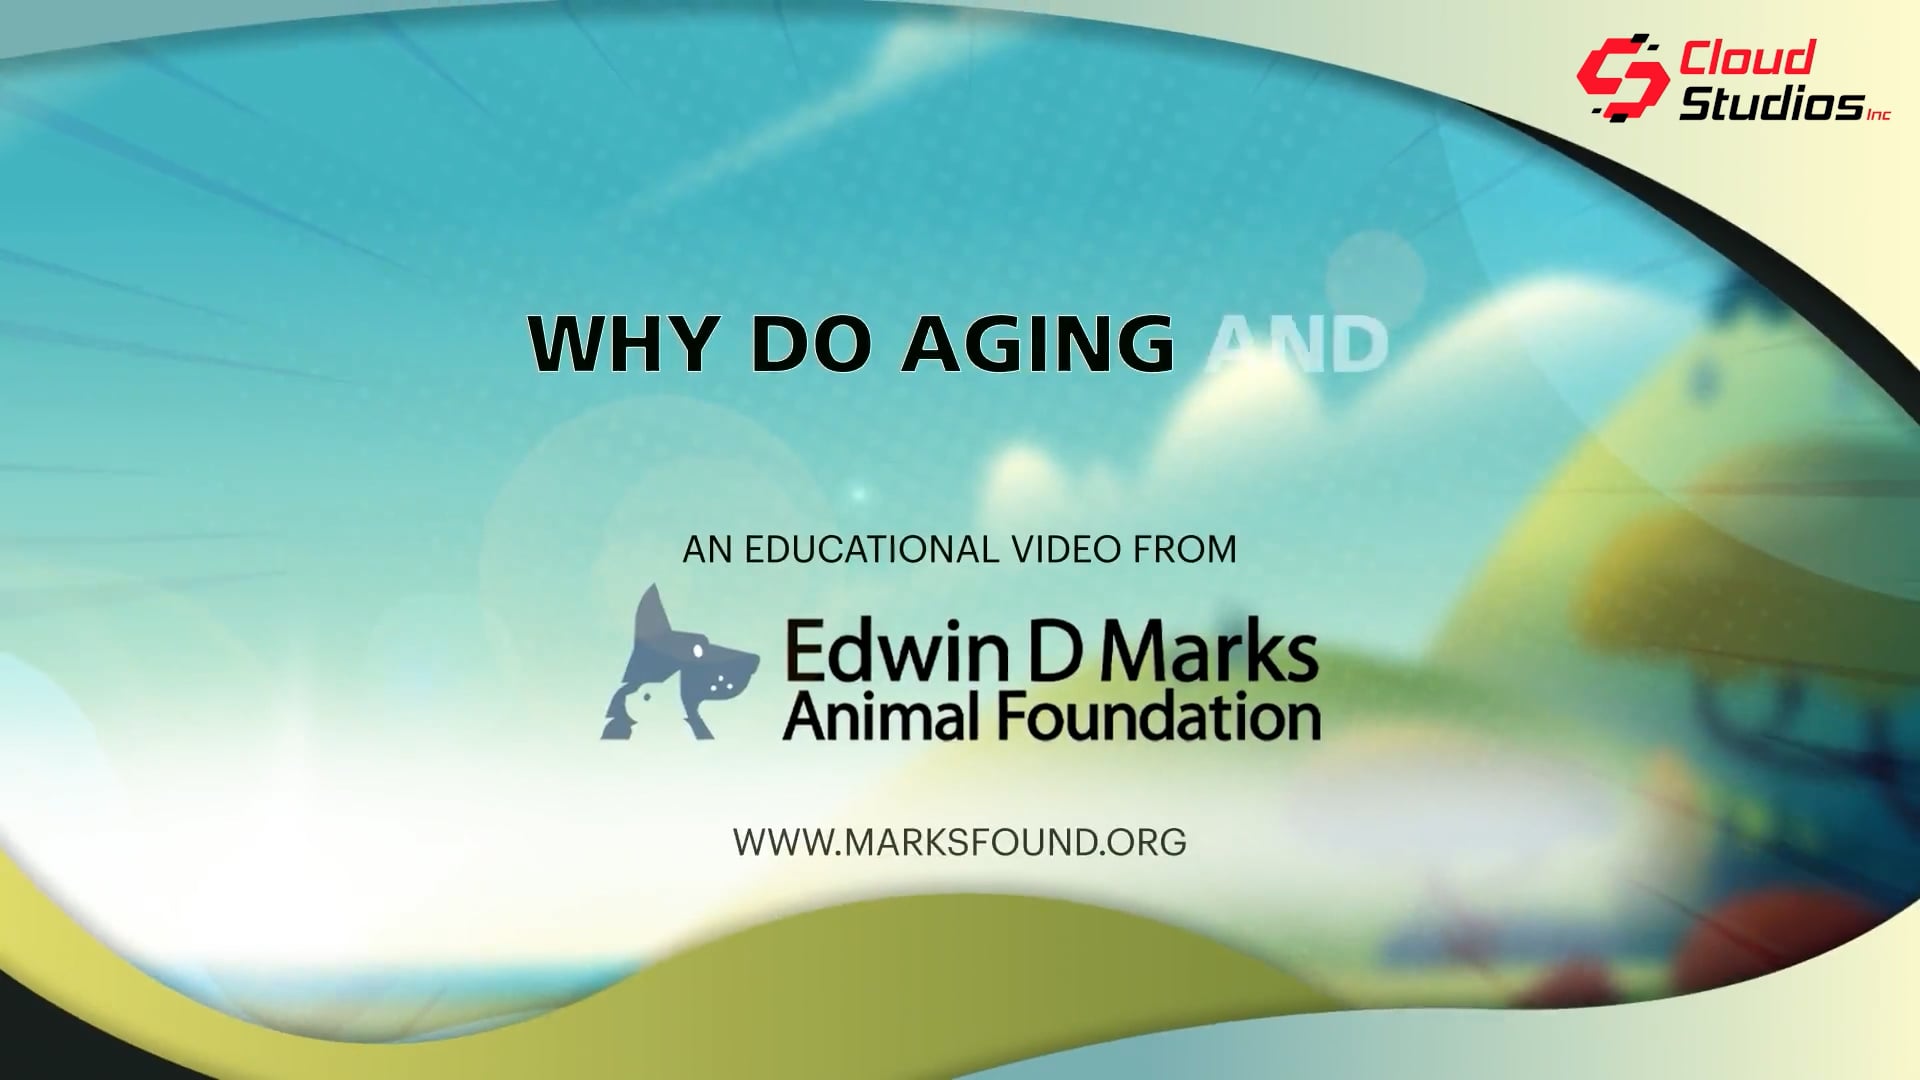 Cloud
Studios Inc
WHY DO AGING AND
AN EDUCATIONAL VIDEO FROM
Edwin D Marks
Animal Foundation
WWW.MARKSFOUND.ORG